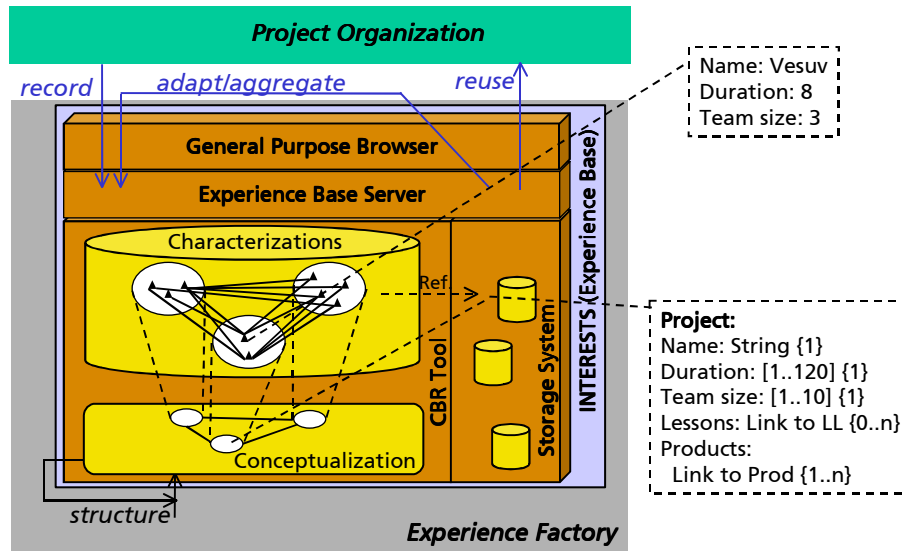 Project Organization
record
adapt/aggregate
reuse
Name: Vesuv
Duration: 8
Team size: 3
General Purpose Browser
Experience Base Server
Characterizations
Ref.
CBR Tool
Storage System
INTERESTS (Experience Base)
Project:
Name: String {1}
Duration: [1..120] {1}
Team size: [1..10] {1}
Lessons: Link to LL {0..n}
Products:
Link to Prod {1..n}
Conceptualization
structure
Experience Factory